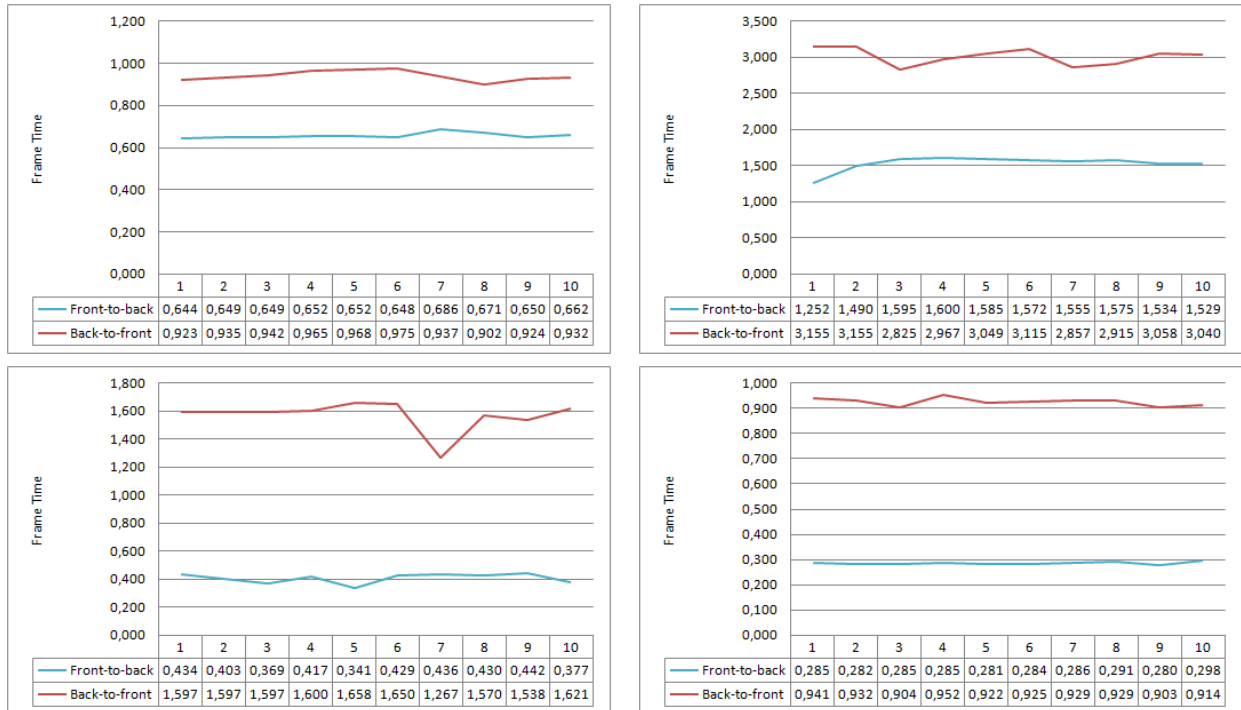 1,200
1,000
0,800
0,600
0,400
0,200
0,000
Frame Time
1 2 3 4 5 6 7 8 9 10
Front-to-back 0,644 0,649 0,649 0,652 0,652 0,648 0,686 0,671 0,650 0,662
Back-to-front 0,923 0,935 0,942 0,965 0,968 0,975 0,937 0,902 0,924 0,932
3,500
3,000
2,500
2,000
1,500
1,000
0,500
0,000
Frame Time
1 2 3 4 5 6 7 8 9 10
Front-to-back 1,252 1,490 1,595 1,600 1,585 1,572 1,555 1,575 1,534 1,529
Back-to-front 3,155 3,155 2,825 2,967 3,049 3,115 2,857 2,915 3,058 3,040
1,800
1,600
1,400
1,200
1,000
0,800
0,600
0,400
0,200
0,000
Frame Time
1 2 3 4 5 6 7 8 9 10
Front-to-back 0,434 0,403 0,369 0,417 0,341 0,429 0,436 0,430 0,442 0,377
Back-to-front 1,597 1,597 1,597 1,600 1,658 1,650 1,267 1,570 1,538 1,621
1,000
0,900
0,800
0,700
0,600
0,500
0,400
0,300
0,200
0,100
0,000
Frame Time
1 2 3 4 5 6 7 8 9 10
Front-to-back 0,285 0,282 0,285 0,285 0,281 0,284 0,286 0,291 0,280 0,298
Back-to-front 0,941 0,932 0,904 0,952 0,922 0,925 0,929 0,929 0,903 0,914